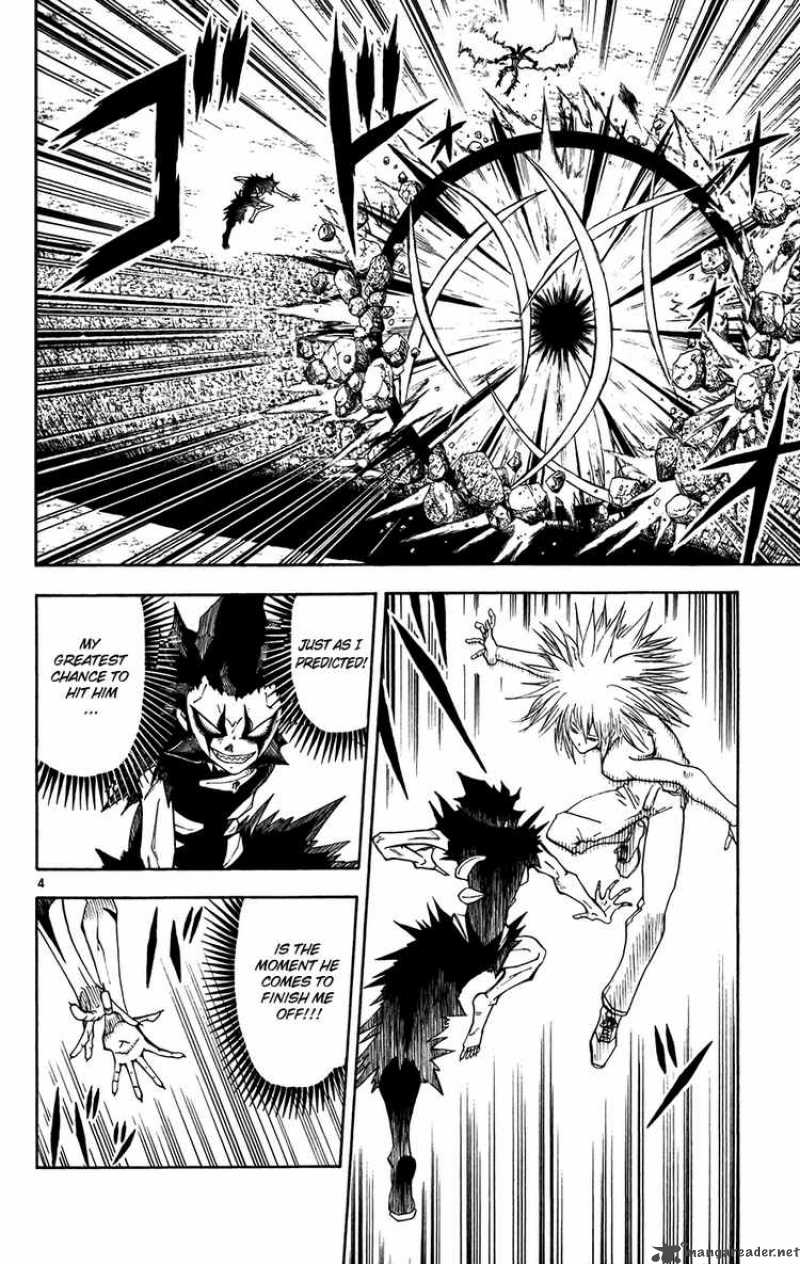 ゴ
ド
JUST AS I
PREDICTED!
MY
GREATEST
CHANCE TO
HIT HIM
...
IS THE
MOMENT HE
COMES TO
FINISH ME
OFF!!!
4
mangareader.net